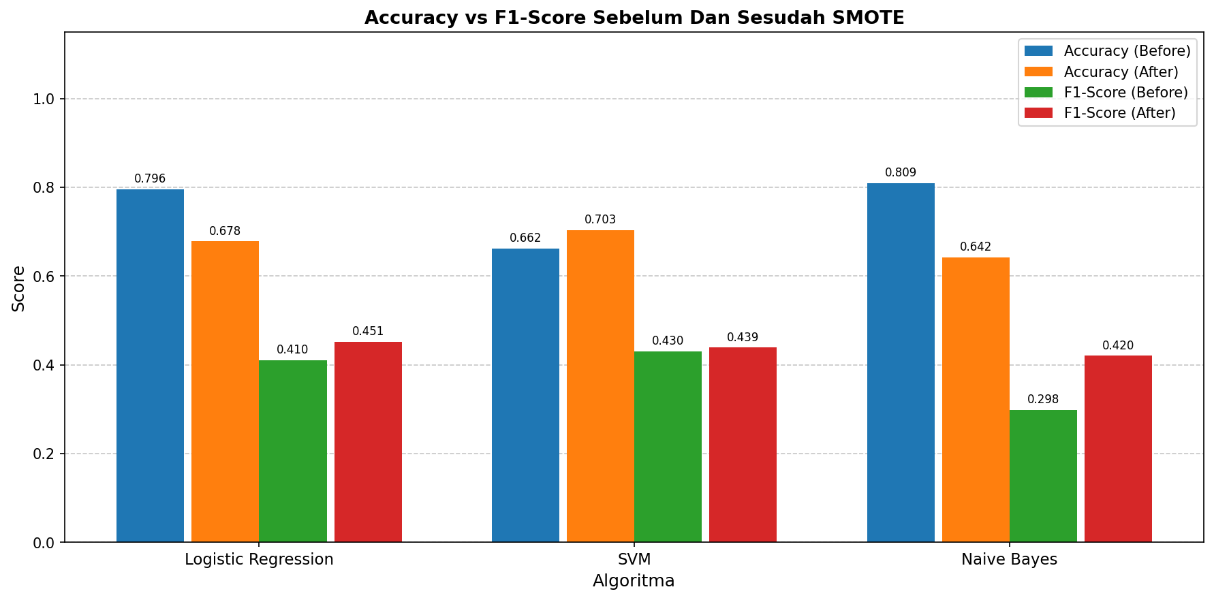 Accuracy vs F1-Score Sebelum Dan Sesudah SMOTE
Accuracy (Before)
Accuracy (After)
F1-Score (Before)
F1-Score (After)
Score
1.0
0.8
0.6
0.4
0.2
0.0
0.796
0.678
0.410
0.451
0.662
0.703
0.430
0.439
0.809
0.642
0.298
0.420
Logistic Regression
SVM
Naive Bayes
Algoritma